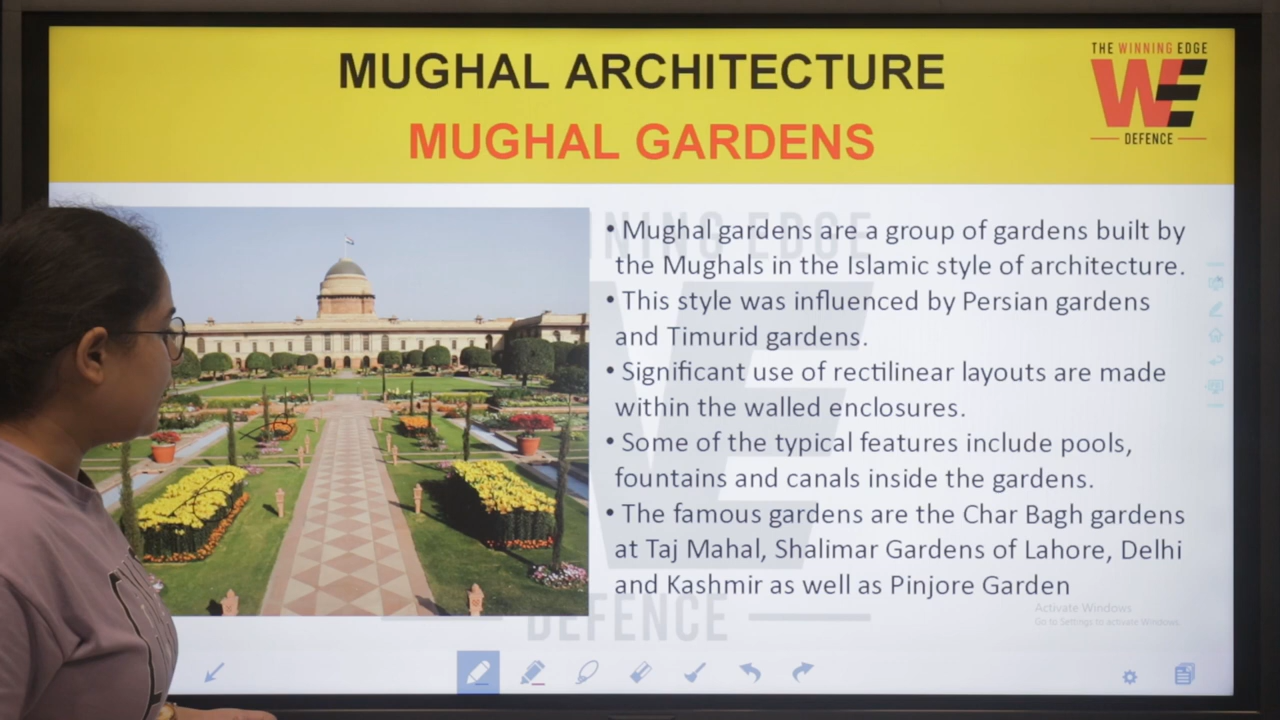 MUGHAL ARCHITECTURE
MUGHAL GARDENS
THE WINNING EDGE
WE
DEFENCE
• Mughal gardens are a group of gardens built by
the Mughals in the Islamic style of architecture.
• This style was influenced by Persian gardens
and Timurid gardens.
• Significant use of rectilinear layouts are made
within the walled enclosures.
• Some of the typical features include pools,
fountains and canals inside the gardens.
• The famous gardens are the Char Bagh gardens
at Taj Mahal, Shalimar Gardens of Lahore, Delhi
and Kashmir as well as Pinjore Garden
NING EDGE
WE
DEFENCE
Activate Windows
Go to Settings to activate Windows.